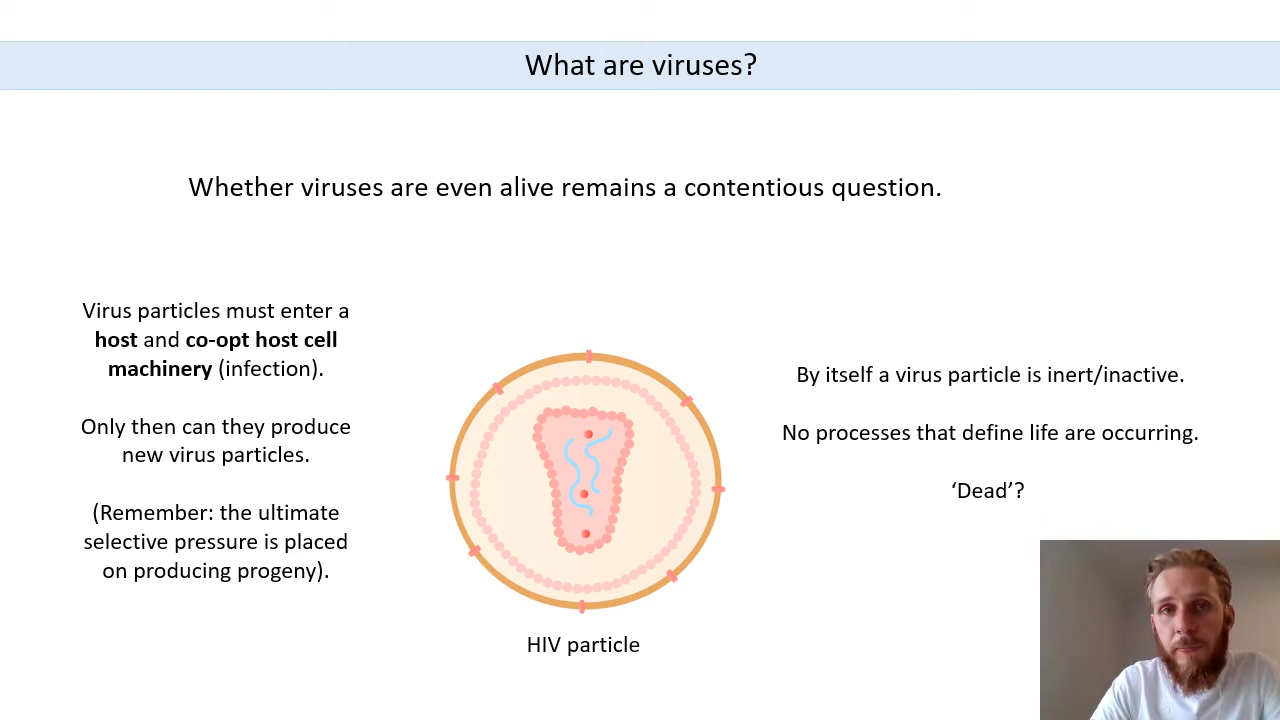 What are viruses?
Whether viruses are even alive remains a contentious question.
Virus particles must enter a
host and co-opt host cell
machinery (infection).
Only then can they produce
new virus particles.
(Remember: the ultimate
selective pressure is placed
on producing progeny).
HIV particle
By itself a virus particle is inert/inactive.
No processes that define life are occurring.
‘Dead’?